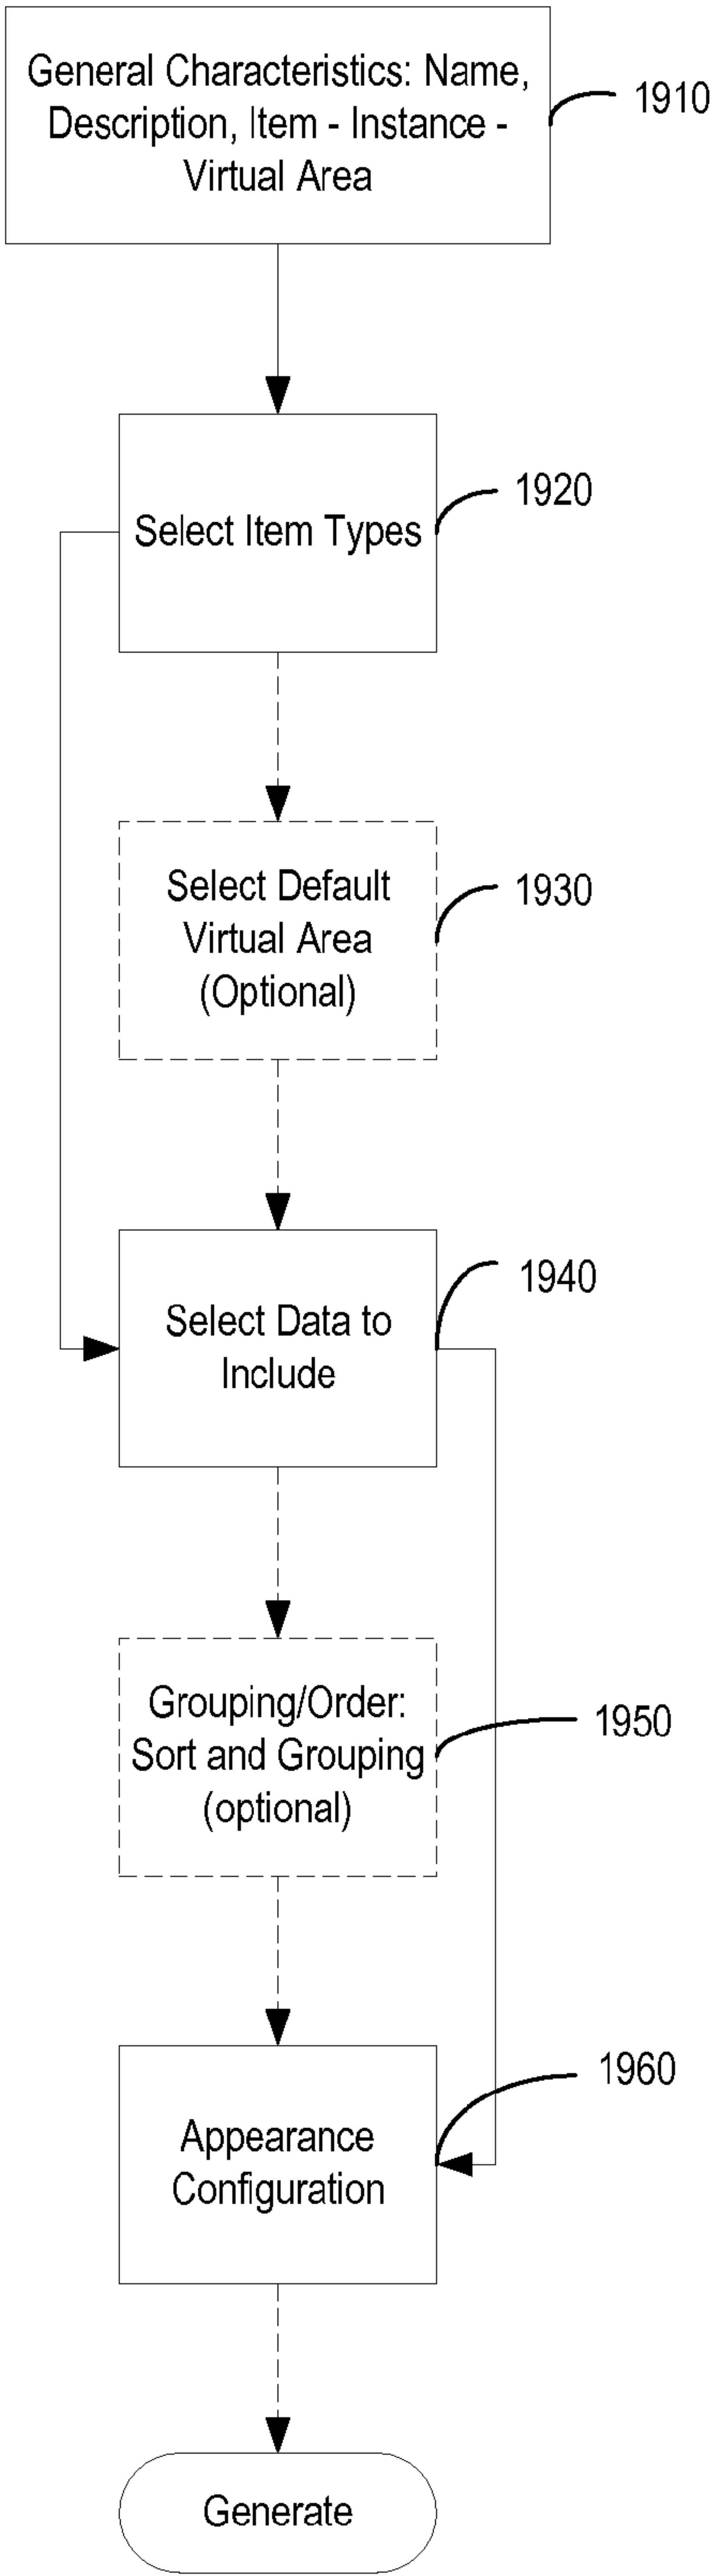 General Characteristics: Name,
Description, Item - Instance -
Virtual Area
1910
Select Item Types
1920
Select Default
Virtual Area
(Optional)
1930
Select Data to
Include
1940
Grouping/Order:
Sort and Grouping
(optional)
1950
Appearance
Configuration
1960
Generate